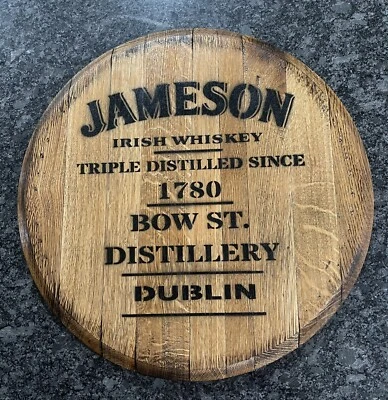 JAMESON
IRISH WHISKEY
TRIPLE DISTILLED SINCE
1780
BOW ST.
DISTILLERY
DUBLIN